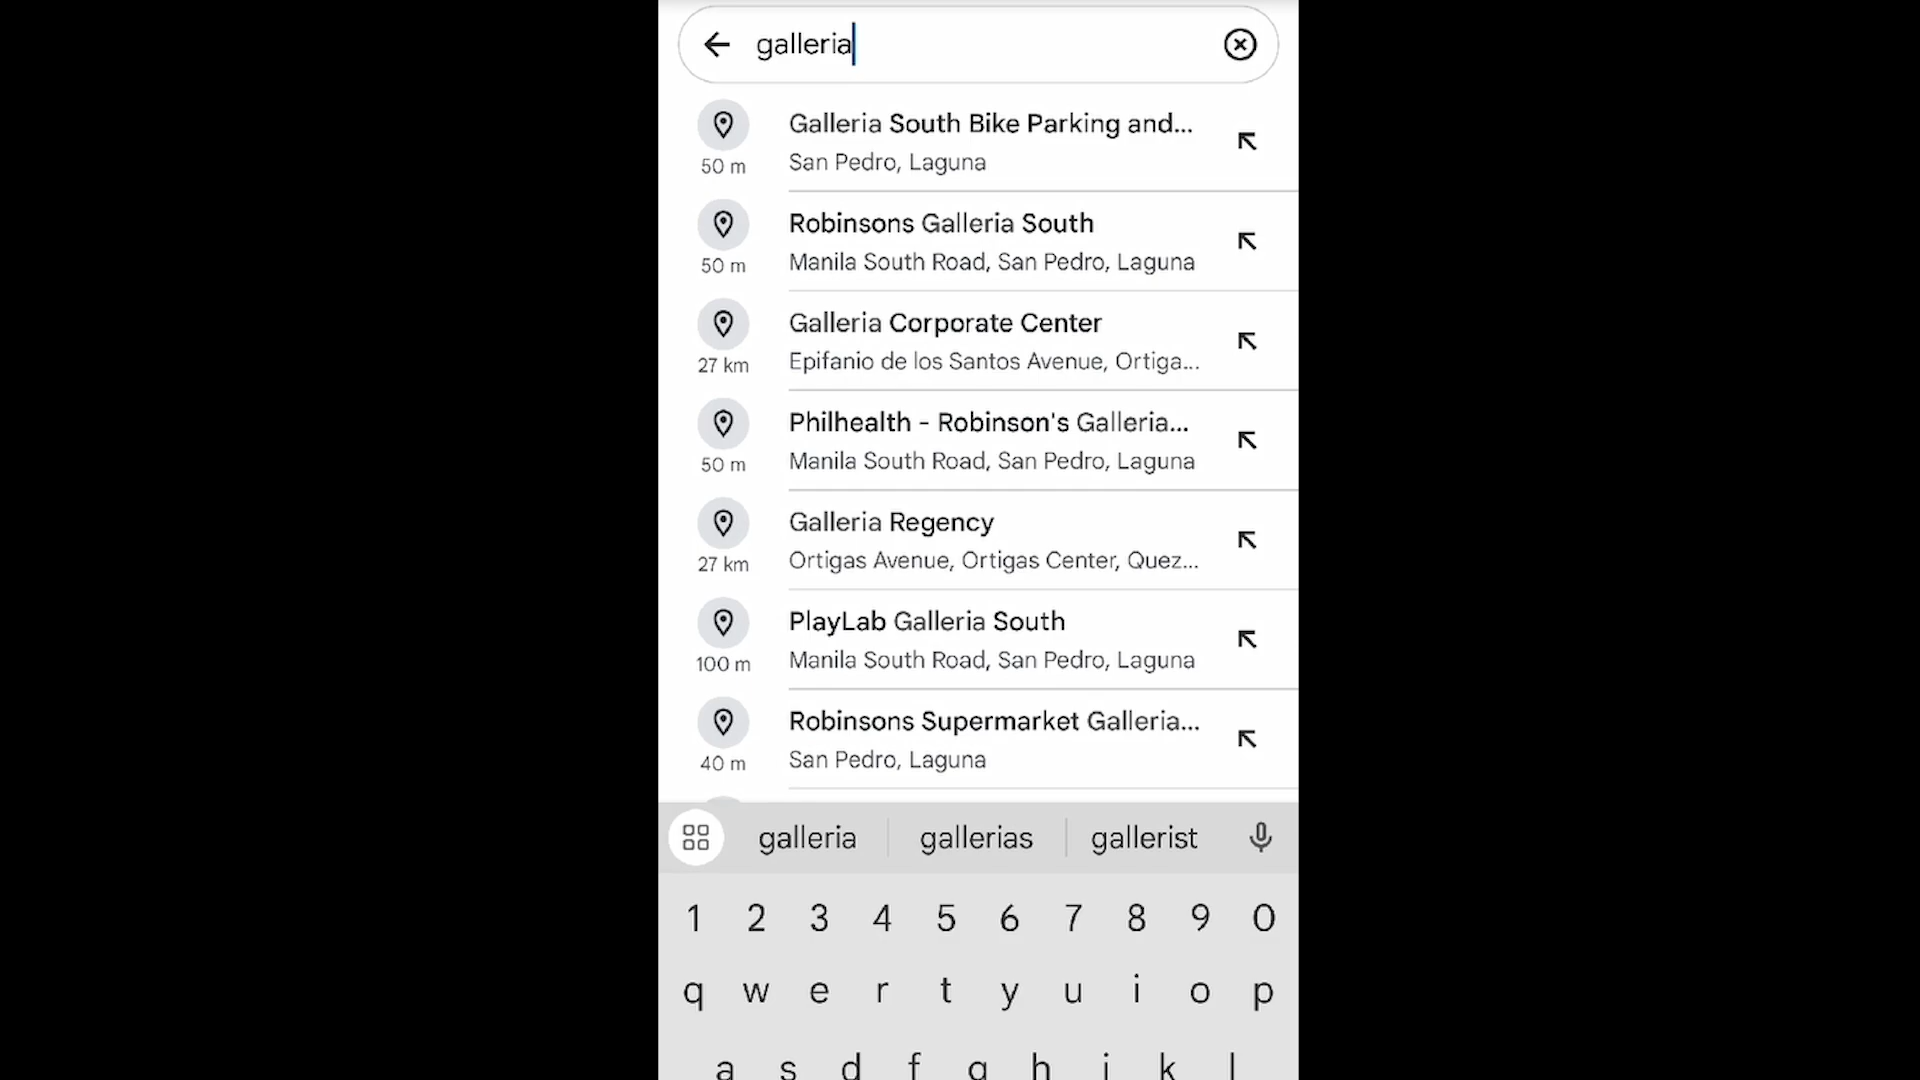 galleria
Galleria South Bike Parking and...
50 m
San Pedro, Laguna
Robinsons Galleria South
50 m
Manila South Road, San Pedro, Laguna
Galleria Corporate Center
27 km
Epifanio de los Santos Avenue, Ortiga...
Philhealth - Robinson's Galleria...
50 m
Manila South Road, San Pedro, Laguna
Galleria Regency
27 km
Ortigas Avenue, Ortigas Center, Quez...
PlayLab Galleria South
100 m
Manila South Road, San Pedro, Laguna
Robinsons Supermarket Galleria...
40 m
San Pedro, Laguna
galleria gallerias gallerist
1 2 3 4 5 6 7 8 9 0
q w e r t y u i o p
a s d f g h j k l